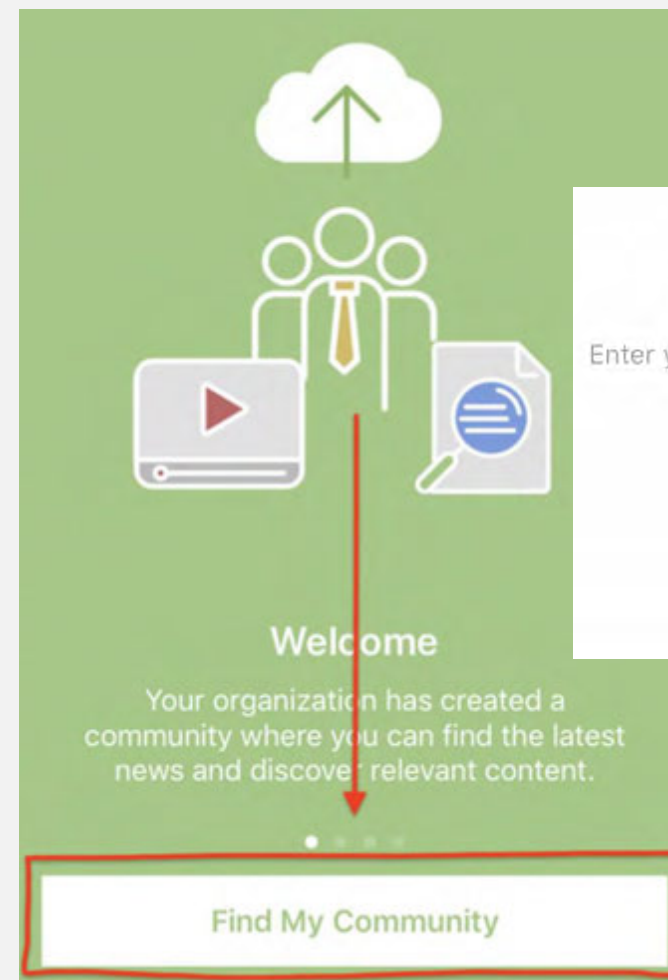 Enter
Welcome
Your organization has created a
community where you can find the latest
news and discover relevant content.
Find My Community